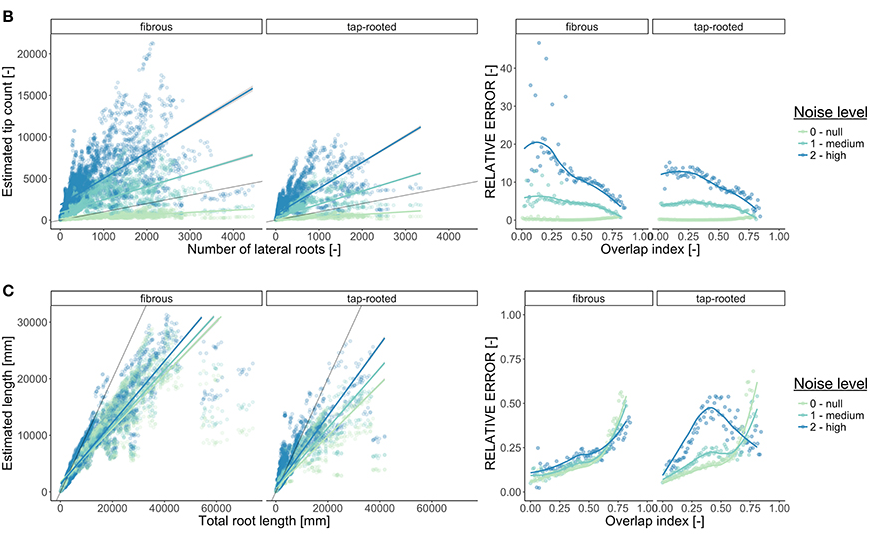 B
fibrous
tap-rooted
Estimated tip count [-]
20000
15000
10000
5000
0
0 1000 2000 3000 4000
0 1000 2000 3000 4000
Number of lateral roots [-]
fibrous
tap-rooted
RELATIVE ERROR [-]
40
30
20
10
0
0.00 0.25 0.50 0.75 1.00
0.00 0.25 0.50 0.75 1.00
Overlap index [-]
Noise level
0 - null
1 - medium
2 - high
C
fibrous
tap-rooted
Estimated length [mm]
30000
20000
10000
0
0 20000 40000 60000
0 20000 40000 60000
Total root length [mm]
fibrous
tap-rooted
RELATIVE ERROR [-]
1.00
0.75
0.50
0.25
0.00
0.00 0.25 0.50 0.75 1.00
0.00 0.25 0.50 0.75 1.00
Overlap index [-]
Noise level
0 - null
1 - medium
2 - high